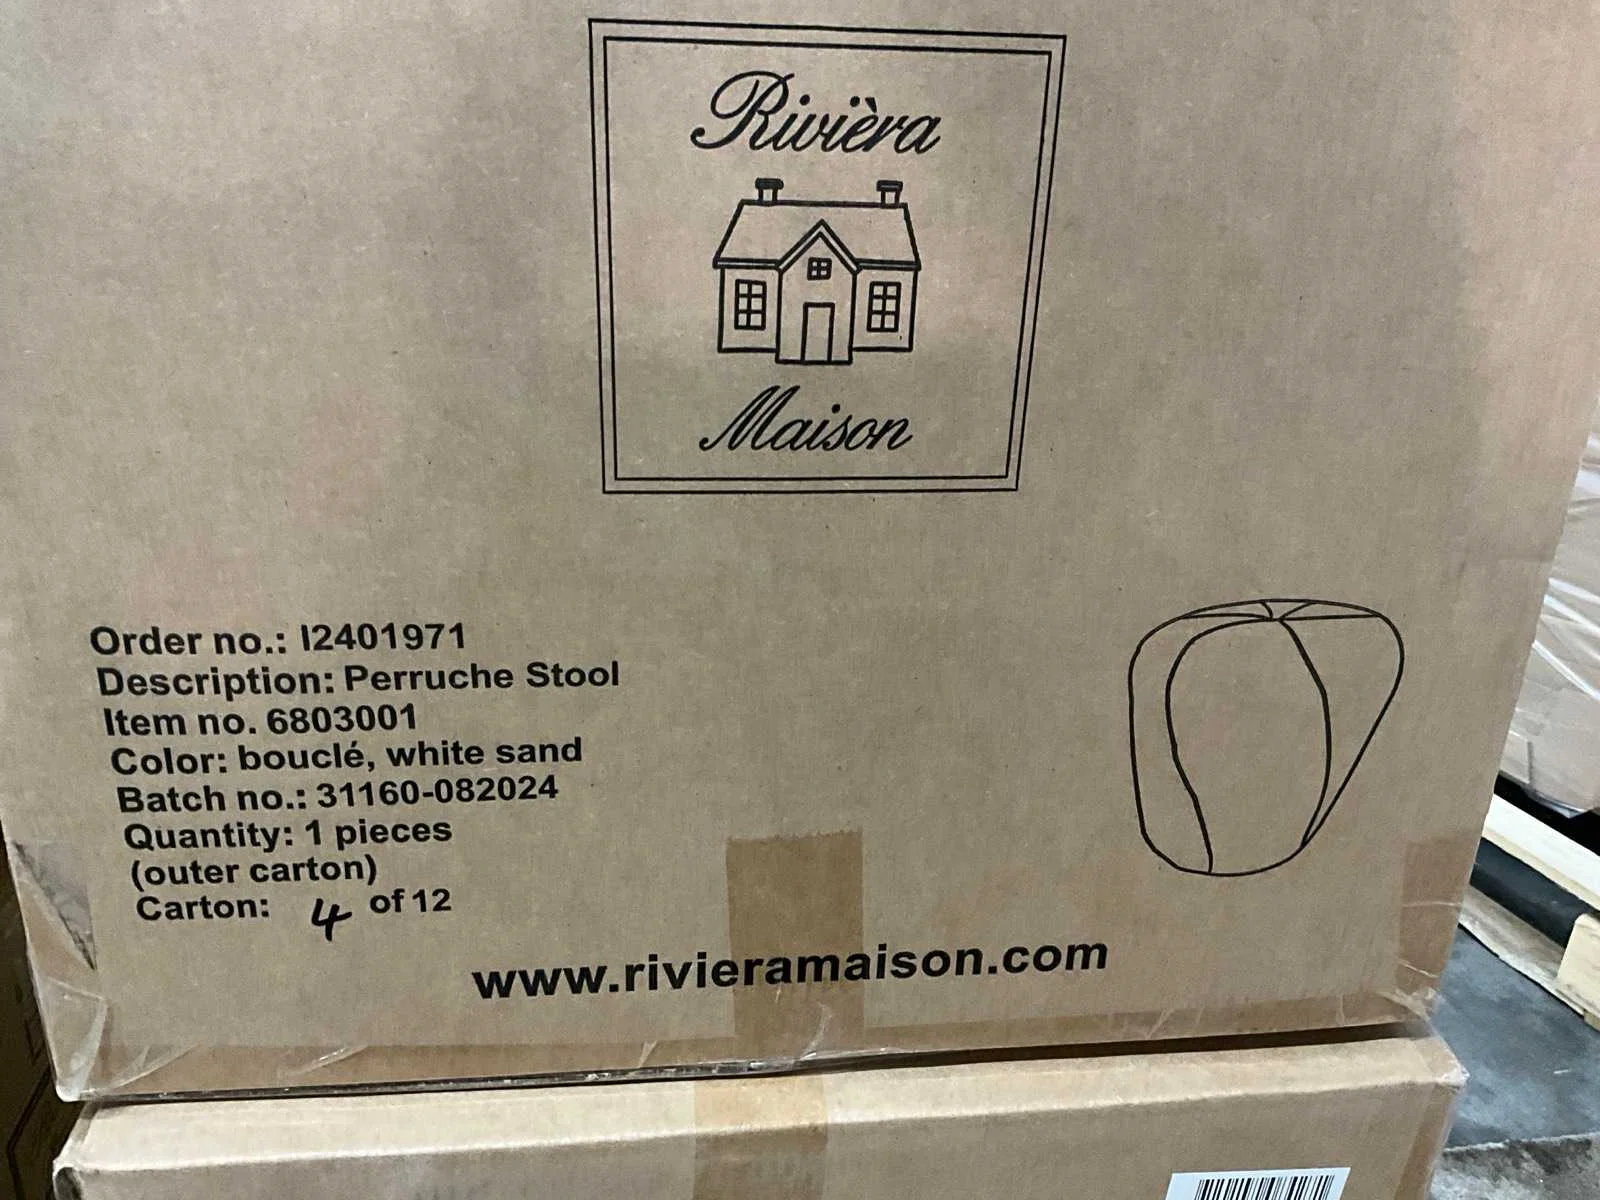 Rivièra
Maison
Order no.: I2401971
Description: Perruche Stool
Item no. 6803001
Color: bouclé, white sand
Batch no.: 31160-082024
Quantity: 1 pieces
(outer carton)
Carton: 4 of 12
www.rivieramaison.com